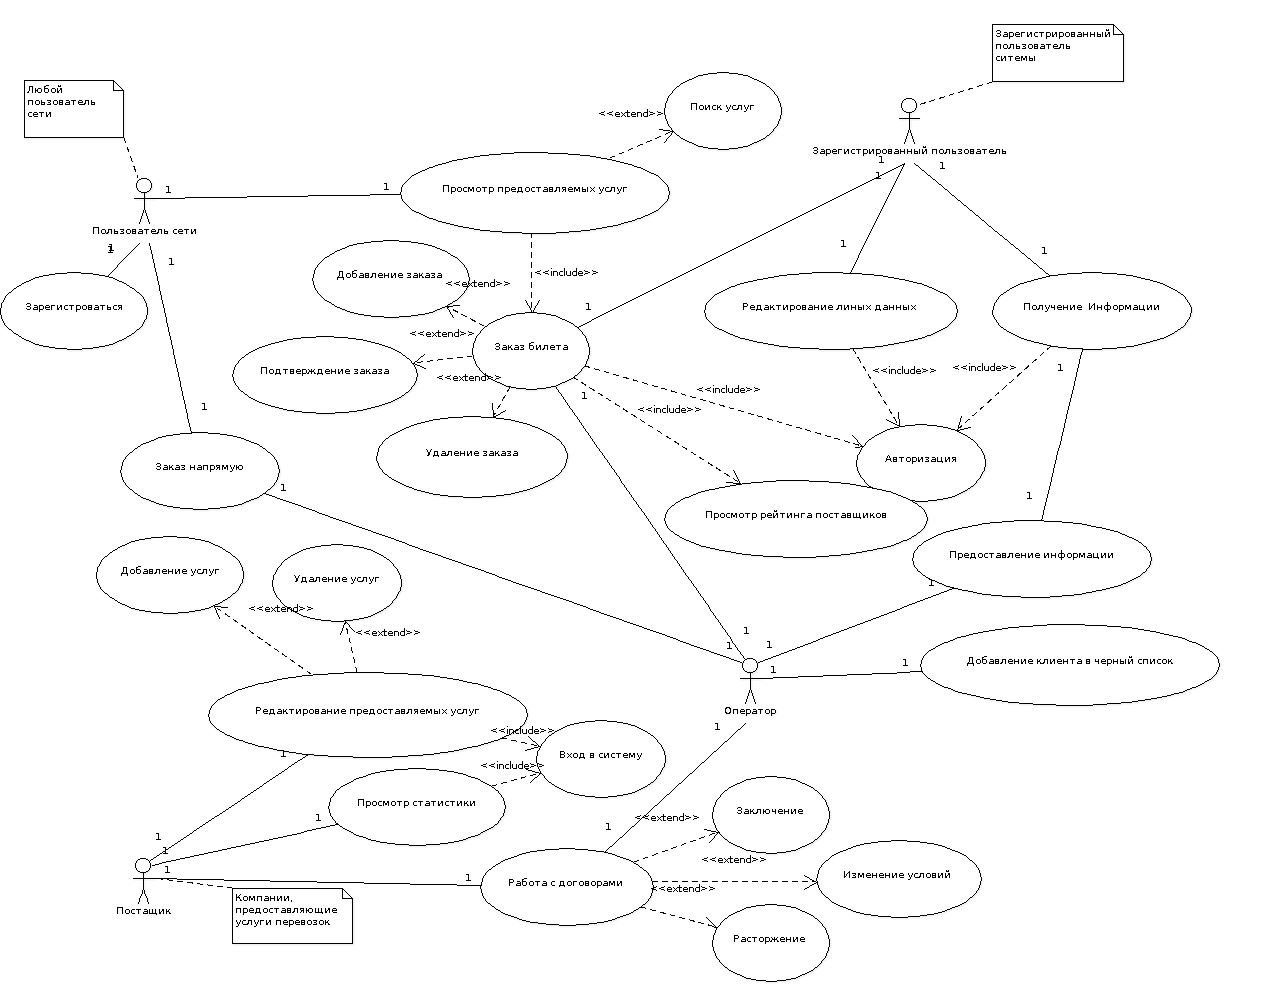 Зарегистрированный
пользователь
ситемы
Любой
поьзователь
сети
<<extend>>
Поиск услуг
Зарегистрированный пользователь
1
1
1
Просмотр предоставляемых услуг
1
1
Пользователь сети
1
1
1
1
1
<<include>>
Добавление заказа
<<extend>>
Зарегистроваться
1
Редактирование линых данных
Получение  Информации
<<extend>>
Заказ билета
Подтверждение заказа
<<extend>>
<<include>>
<<include>>
<<include>>
1
1
<<include>>
1
Удаление заказа
Авторизация
Заказ напрямую
1
1
Просмотр рейтинга поставщиков
Предоставление информации
Добавление услуг
Удаление услуг
1
<<extend>>
<<extend>>
1
1
1
1
1
Добавление клиента в черный список
Оператор
Редактирование предоставляемых услуг
1
<<include>>
1
Вход в систему
<<include>>
Просмотр статистики
1
1
1
1
<<extend>>
Заключение
<<extend>>
1
1
Работа с договорами
Изменение условий
<<extend>>
Постащик
Компании,
предоставляющие
услуги перевозок
Расторжение